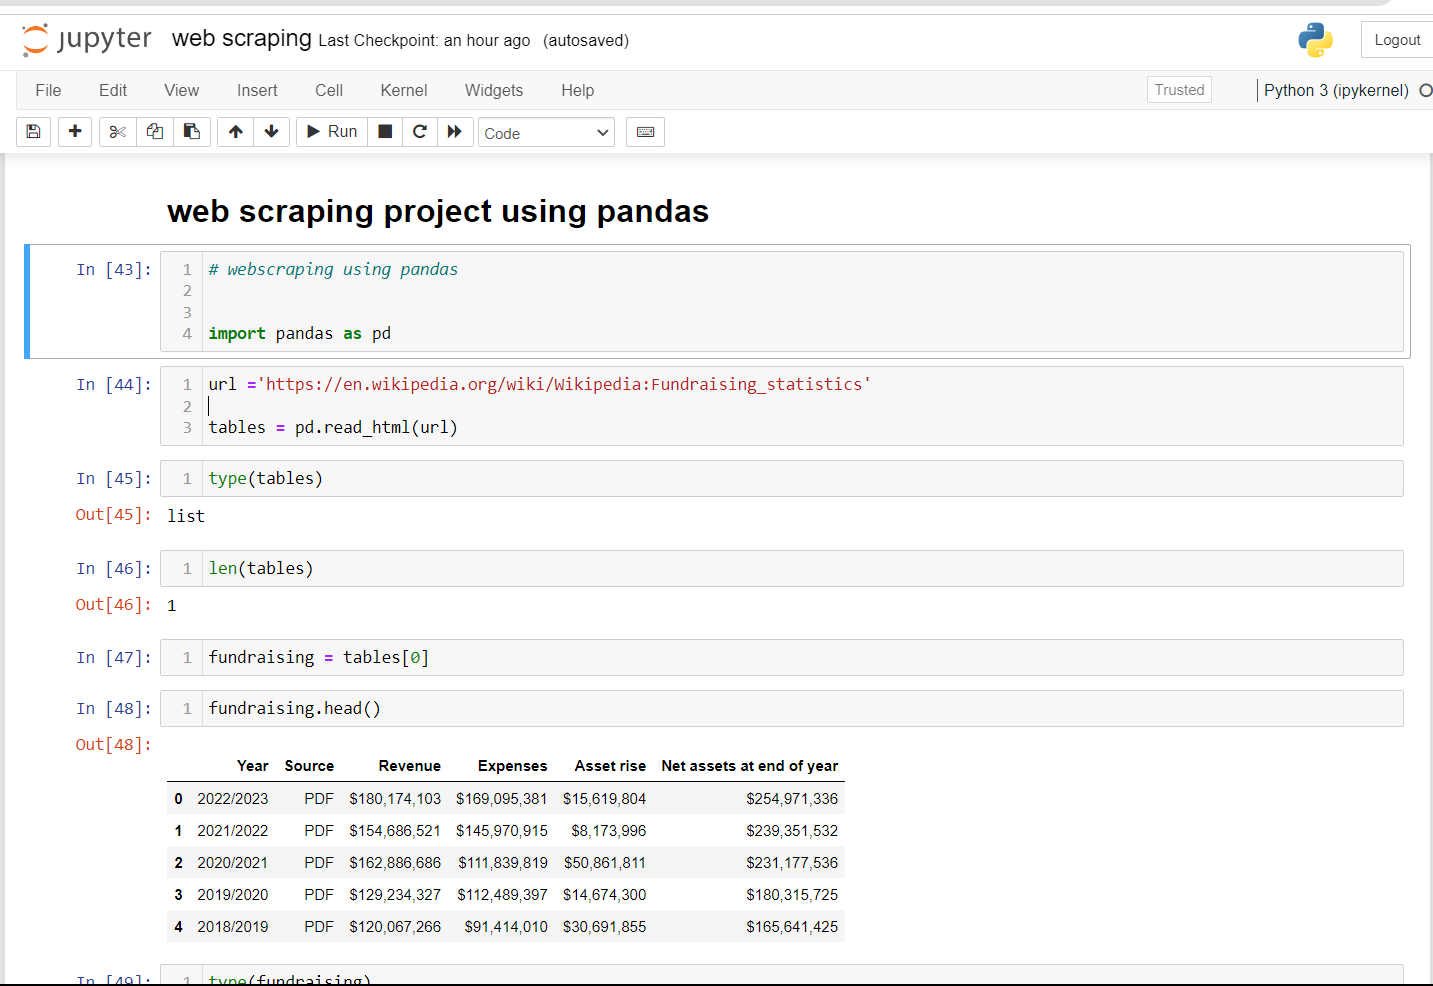 jupyter web scraping Last Checkpoint: an hour ago (autosaved) Logout
File Edit View Insert Cell Kernel Widgets Help Trusted Python 3 (ipykernel)
Run Code
web scraping project using pandas
In [43]: 1 # webscraping using pandas
2
3
4 import pandas as pd
In [44]: 1 url ='https://en.wikipedia.org/wiki/Wikipedia:Fundraising_statistics'
2
3 tables = pd.read_html(url)
In [45]: 1 type(tables)
Out[45]: list
In [46]: 1 len(tables)
Out[46]: 1
In [47]: 1 fundraising = tables[0]
In [48]: 1 fundraising.head()
Out[48]:
Year Source Revenue Expenses Asset rise Net assets at end of year
0 2022/2023 PDF $180,174,103 $169,095,381 $15,619,804 $254,971,336
1 2021/2022 PDF $154,686,521 $145,970,915 $8,173,996 $239,351,532
2 2020/2021 PDF $162,886,686 $111,839,819 $50,861,811 $231,177,536
3 2019/2020 PDF $129,234,327 $112,489,397 $14,674,300 $180,315,725
4 2018/2019 PDF $120,067,266 $91,414,010 $30,691,855 $165,641,425
In [49]: 1 type(fundraising)